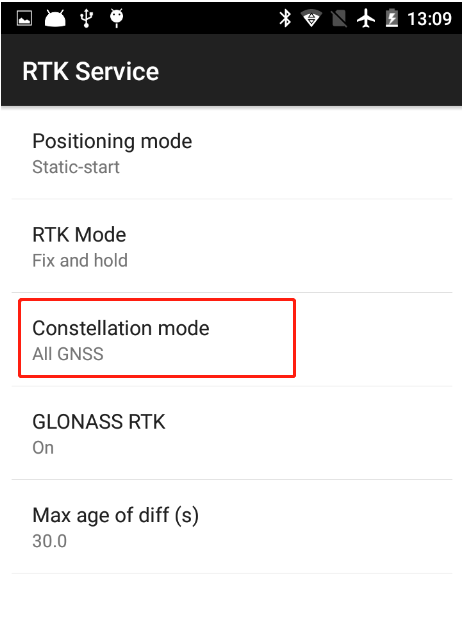 13:09
RTK Service
Positioning mode
Static-start
RTK Mode
Fix and hold
Constellation mode
All GNSS
GLONASS RTK
On
Max age of diff (s)
30.0